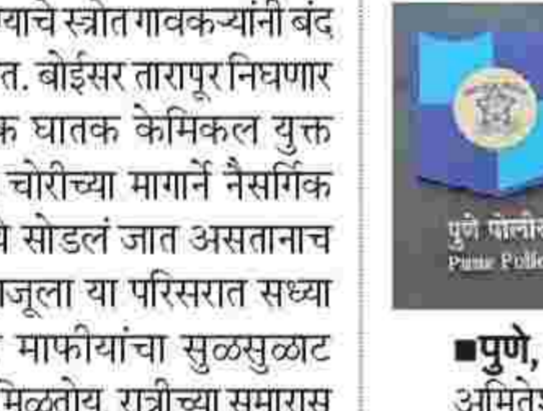 याचे स्त्रोत गावकऱ्यांनी बंद
त. बोईसर तारापूर निघणार
क घातक केमिकल युक्त
चोरीच्या मागार्ने नैसर्गिक
सोडलं जात असतानाच
जूला या परिसरात सध्या
माफीयांचा सुळसुळाट
मिळतोय. रात्रीच्या समारास
पुणे पोलीस
Pune Police
■पुणे,
अमितेश